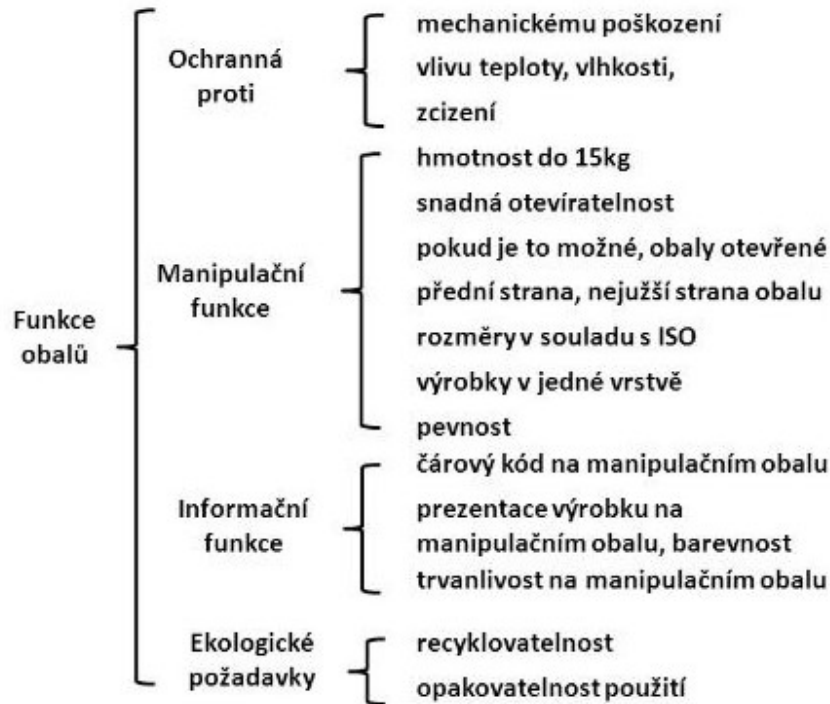 Funkce
obalů
Ochranná
proti
mechanickému poškození
vlivu teploty, vlhkosti,
zcizení
Manipulační
funkce
hmotnost do 15kg
snadná otevíratelnost
pokud je to možné, obaly otevřené
přední strana, nejužší strana obalu
rozměry v souladu s ISO
výrobky v jedné vrstvě
pevnost
Informační
funkce
čárový kód na manipulačním obalu
prezentace výrobku na
manipulačním obalu, barevnost
trvanlivost na manipulačním obalu
Ekologické
požadavky
recyklovatelnost
opakovatelnost použití